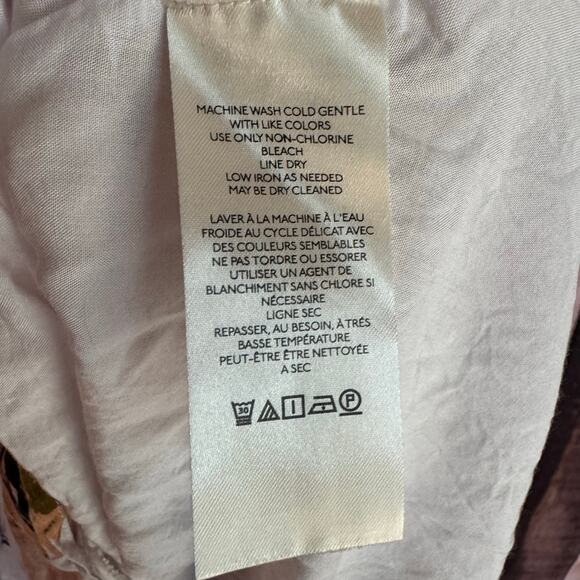 MACHINE WASH COLD GENTLE
WITH LIKE COLORS
USE ONLY NON-CHLORINE
BLEACH
LINE DRY
LOW IRON AS NEEDED
MAY BE DRY CLEANED
LAVER À LA MACHINE À L'EAU
FROIDE AU CYCLE DÉLICAT AVEC
DES COULEURS SEMBLABLES
NE PAS TORDRE OU ESSORER
UTILISER UN AGENT DE
BLANCHIMENT SANS CHLORE SI
NÉCESSAIRE
LIGNE SEC
REPASSER, AU BESOIN, À TRÉS
BASSE TEMPÉRATURE
PEUT-ÊTRE ÊTRE NETTOYÉE
A SEC
30 P